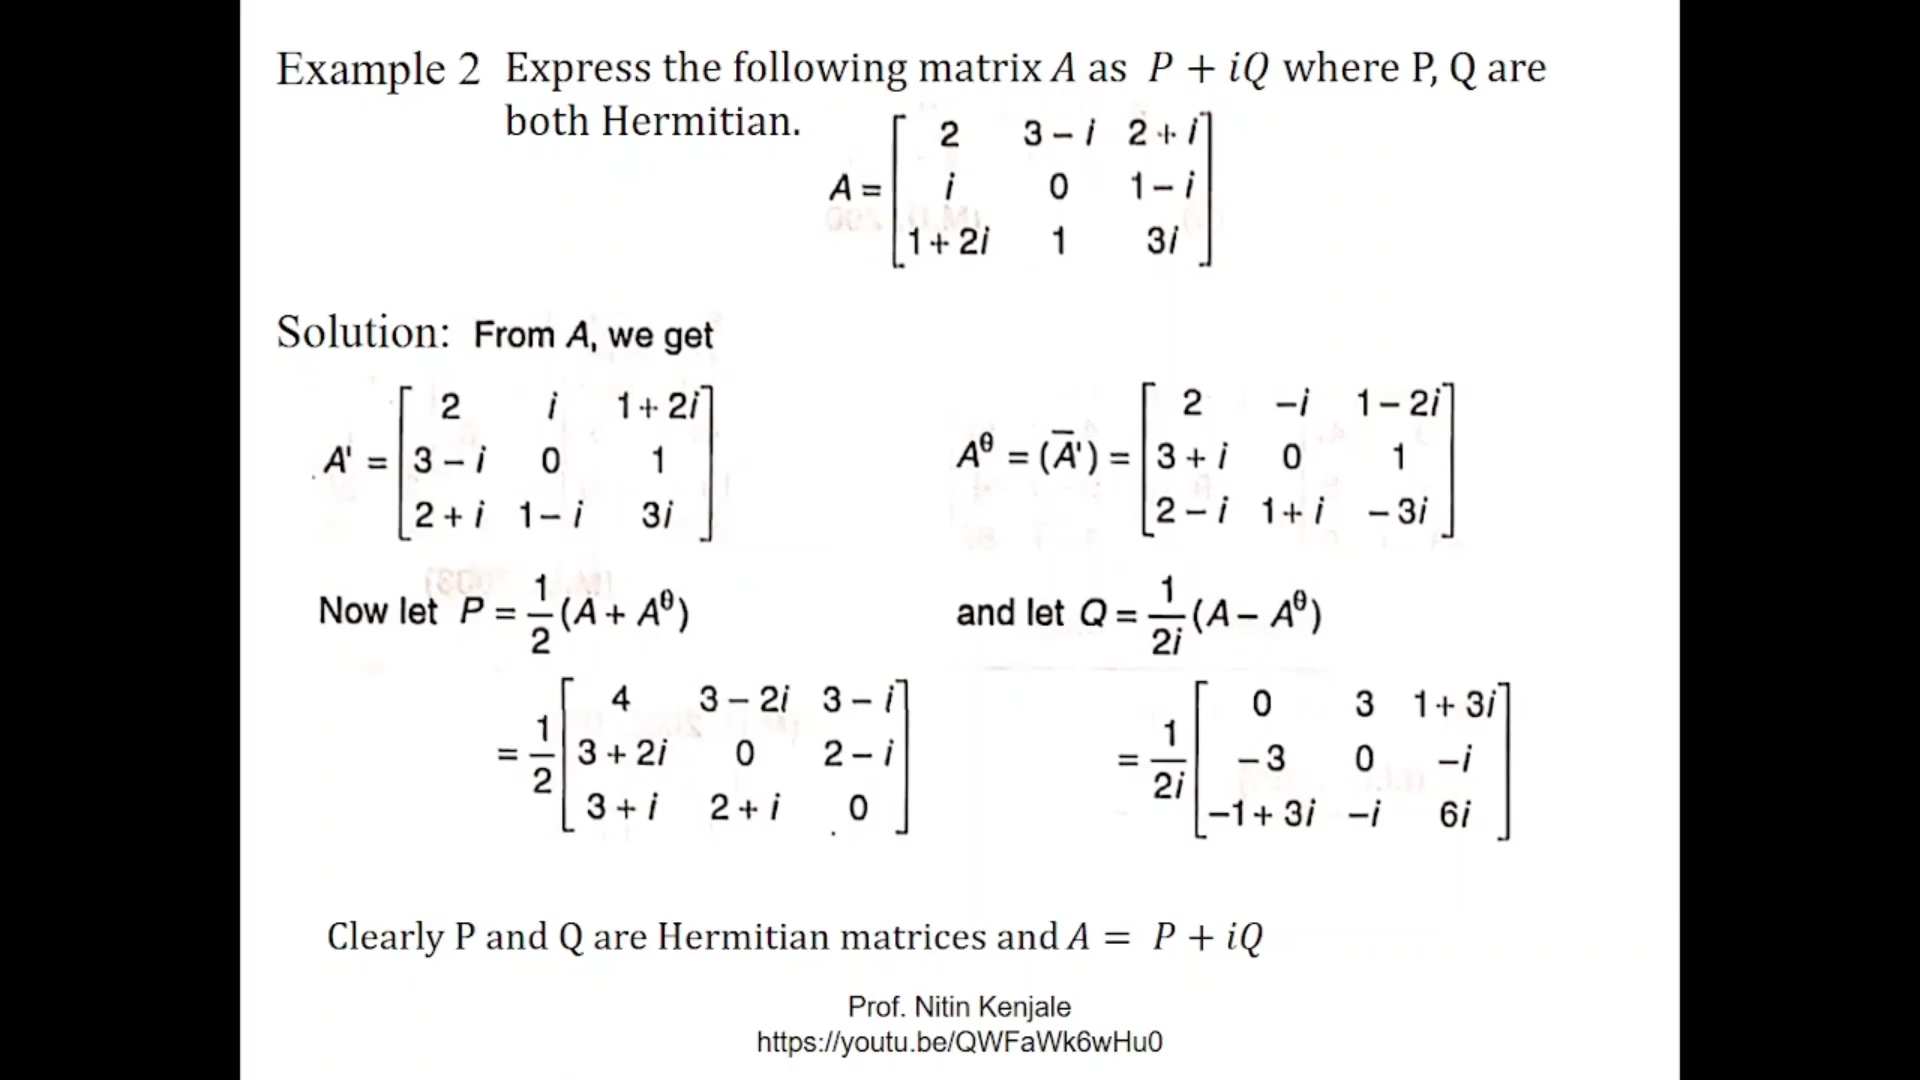 Example 2 Express the following matrix A as P + iQ where P, Q are
both Hermitian.
A = [ 2 3 – i 2 + i
i 0 1 – i
1 + 2i 1 3i ]
Solution: From A, we get
A' = [ 2 i 1 + 2i
3 – i 0 1
2 + i 1 – i 3i ]
A^θ = (A̅') = [ 2 –i 1 – 2i
3 + i 0 1
2 – i 1 + i – 3i ]
Now let P = 1/2 (A + A^θ)
and let Q = 1/2i (A – A^θ)
= 1/2 [ 4 3 – 2i 3 – i
3 + 2i 0 2 – i
3 + i 2 + i 0 ]
= 1/2i [ 0 3 1 + 3i
– 3 0 –i
–1 + 3i –i 6i ]
Clearly P and Q are Hermitian matrices and A = P + iQ
Prof. Nitin Kenjale
https://youtu.be/QWFaWk6wHu0